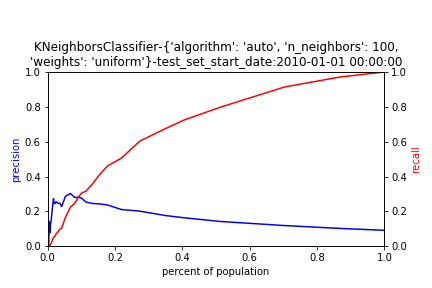 KNeighborsClassifier-{'algorithm': 'auto', 'n_neighbors': 100,
'weights': 'uniform'}-test_set_start_date:2010-01-01 00:00:00
1.0
0.8
0.6
0.4
0.2
0.0
precision
1.0
0.8
0.6
0.4
0.2
0.0
recall
0.0 0.2 0.4 0.6 0.8 1.0
percent of population